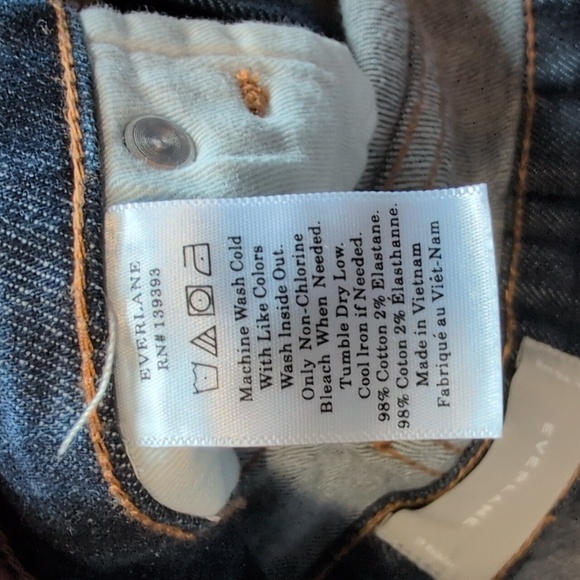 EVERLANE
RN# 139393
Machine Wash Cold
With Like Colors
Wash Inside Out.
Only Non-Chlorine
Bleach When Needed.
Tumble Dry Low.
Cool Iron if Needed.
98% Cotton 2% Elastane.
98% Coton 2% Elasthanne.
Made in Vietnam
Fabriqué au Viêt-Nam
EVERLANE